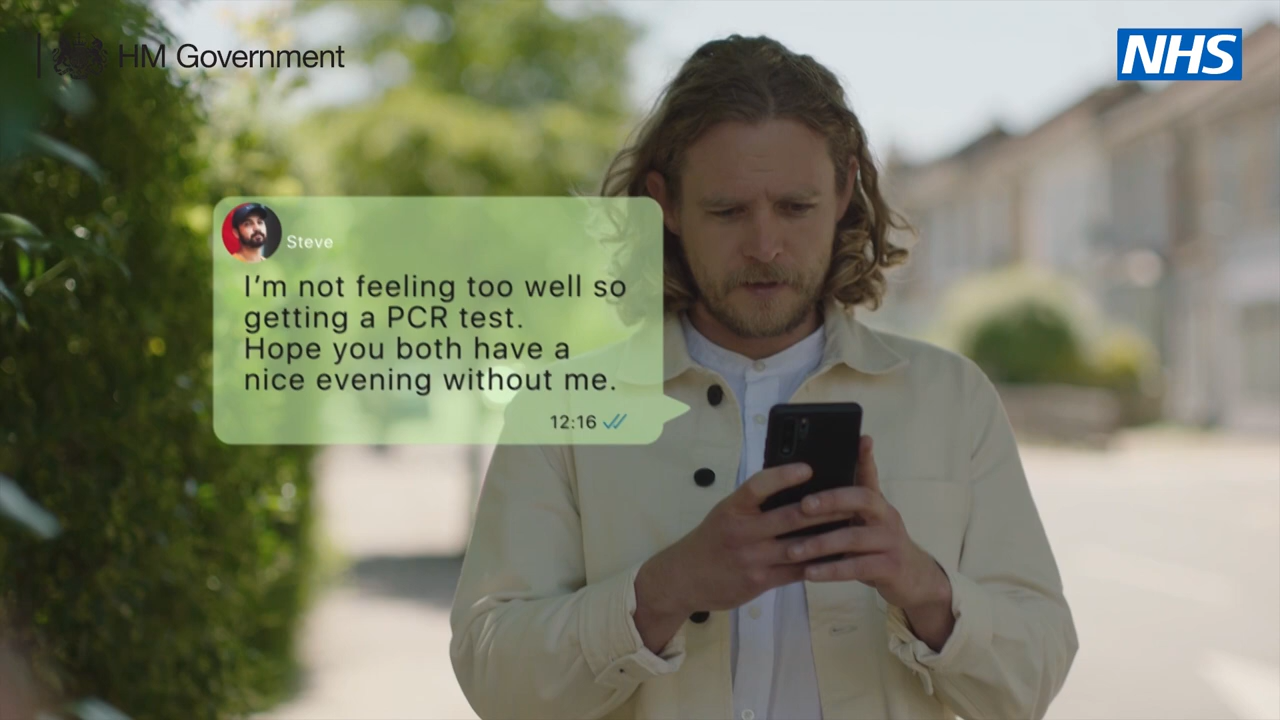 HM Government
NHS
Steve
I'm not feeling too well so
getting a PCR test.
Hope you both have a
nice evening without me.
12:16